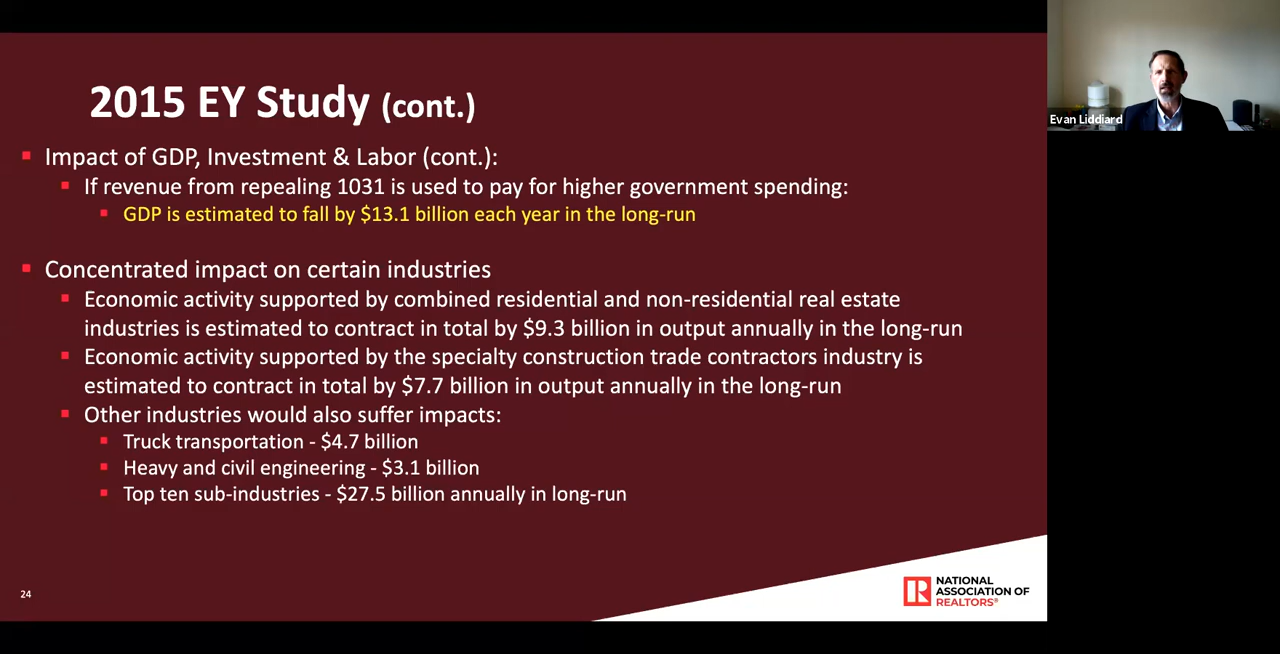 2015 EY Study (cont.)
Evan Liddiard
Impact of GDP, Investment & Labor (cont.):
If revenue from repealing 1031 is used to pay for higher government spending:
GDP is estimated to fall by $13.1 billion each year in the long-run
Concentrated impact on certain industries
Economic activity supported by combined residential and non-residential real estate
industries is estimated to contract in total by $9.3 billion in output annually in the long-run
Economic activity supported by the specialty construction trade contractors industry is
estimated to contract in total by $7.7 billion in output annually in the long-run
Other industries would also suffer impacts:
Truck transportation - $4.7 billion
Heavy and civil engineering - $3.1 billion
Top ten sub-industries - $27.5 billion annually in long-run
24
R
NATIONAL
ASSOCIATION OF
REALTORS®